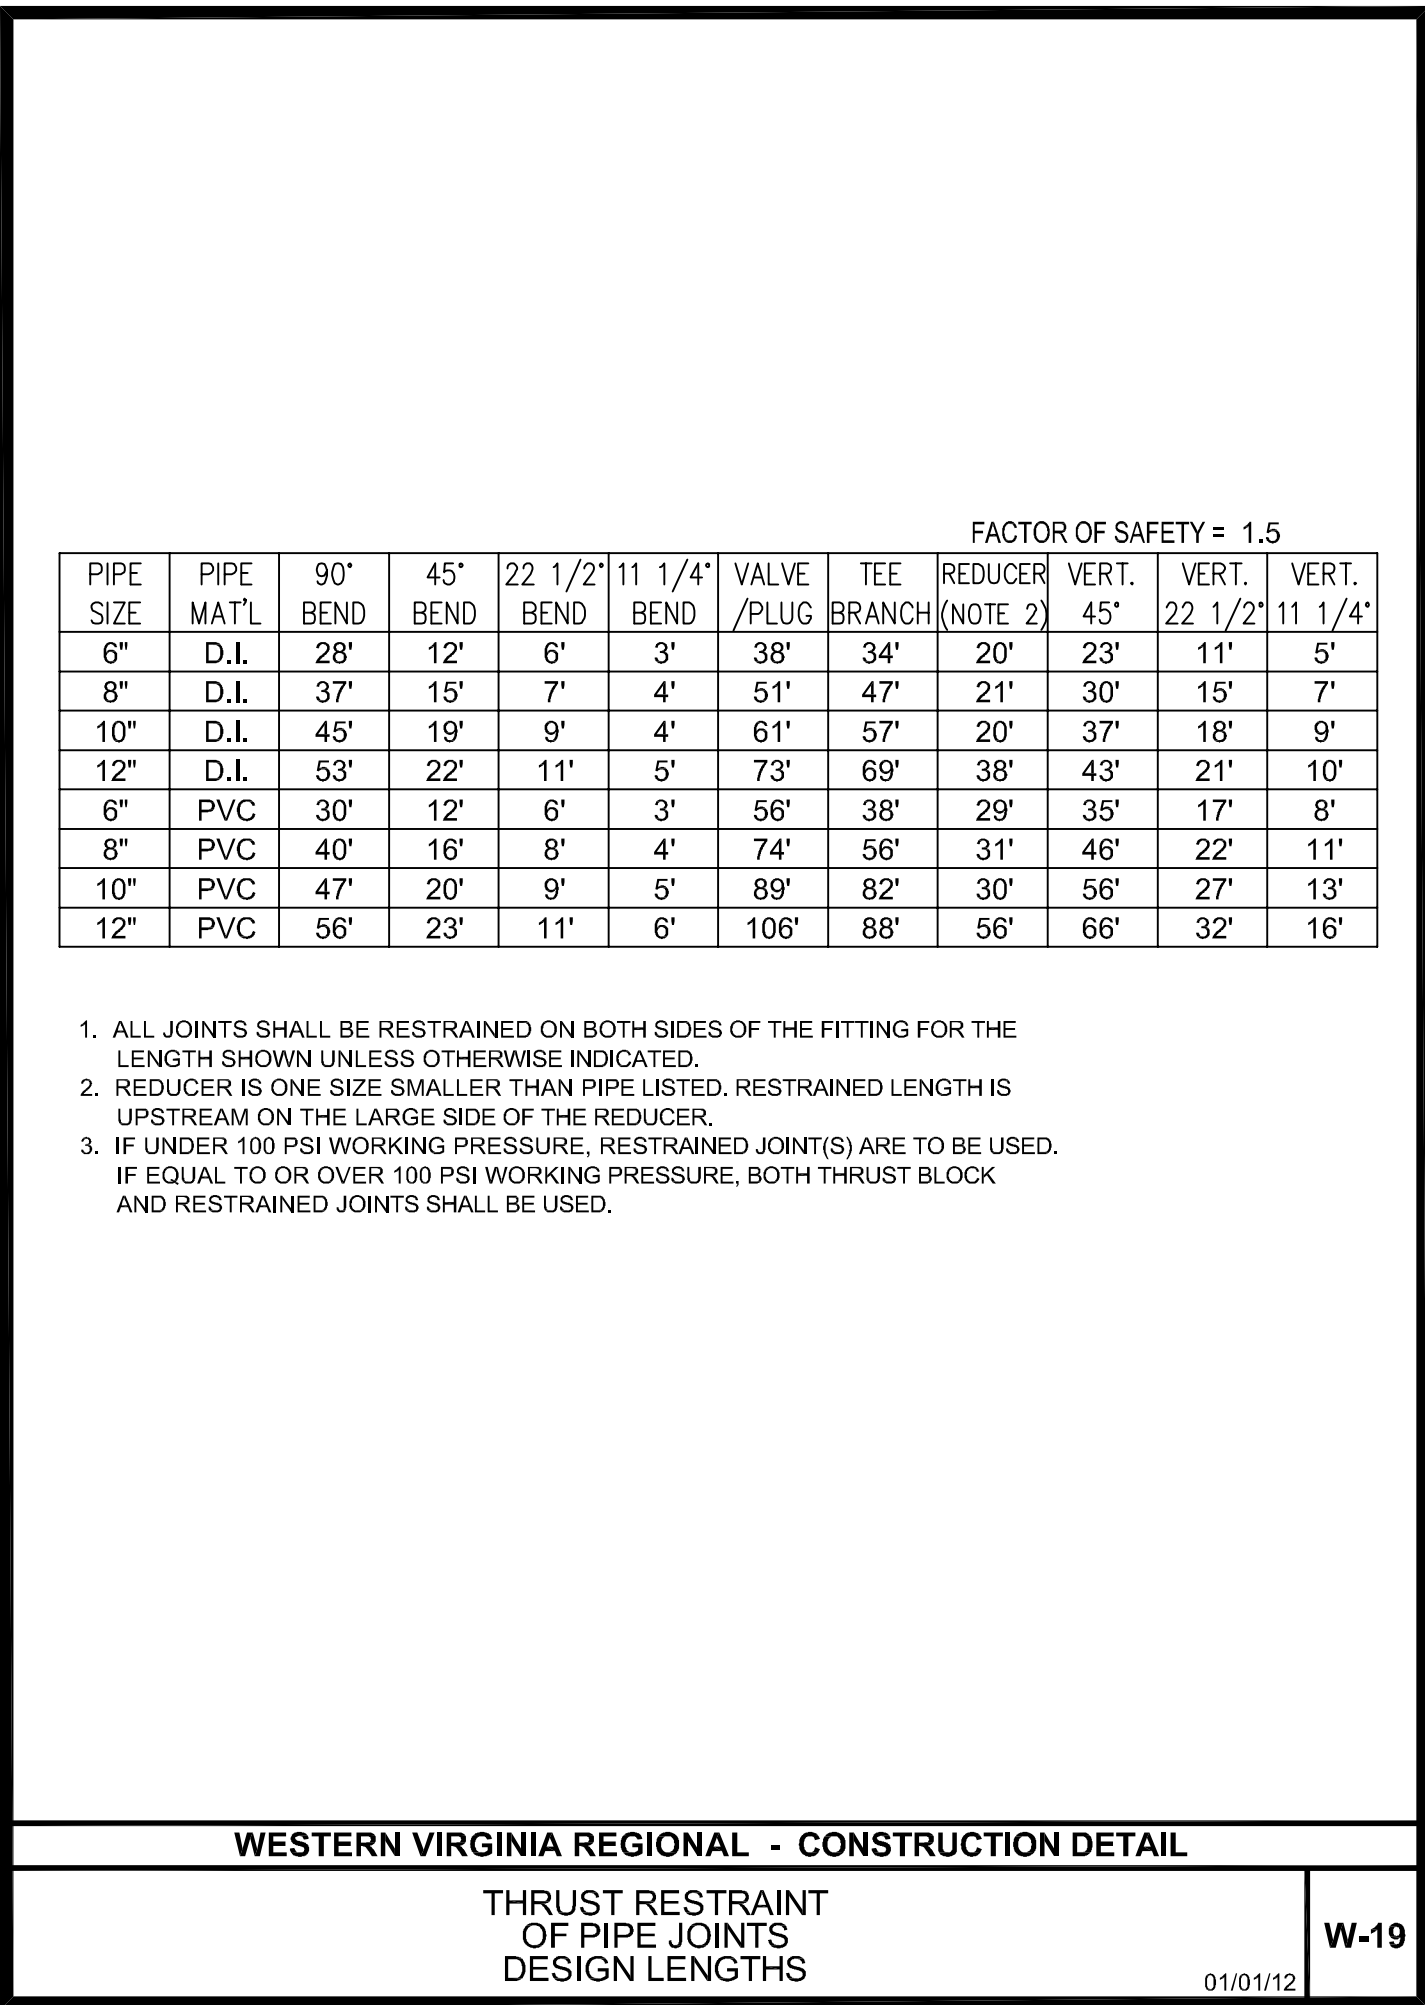 FACTOR OF SAFETY = 1.5
PIPE SIZE PIPE MAT'L 90° BEND 45° BEND 22 1/2° BEND 11 1/4° BEND VALVE /PLUG TEE BRANCH REDUCER (NOTE 2) VERT. 45° VERT. 22 1/2° VERT. 11 1/4°
6" D.I. 28' 12' 6' 3' 38' 34' 20' 23' 11' 5'
8" D.I. 37' 15' 7' 4' 51' 47' 21' 30' 15' 7'
10" D.I. 45' 19' 9' 4' 61' 57' 20' 37' 18' 9'
12" D.I. 53' 22' 11' 5' 73' 69' 38' 43' 21' 10'
6" PVC 30' 12' 6' 3' 56' 38' 29' 35' 17' 8'
8" PVC 40' 16' 8' 4' 74' 56' 31' 46' 22' 11'
10" PVC 47' 20' 9' 5' 89' 82' 30' 56' 27' 13'
12" PVC 56' 23' 11' 6' 106' 88' 56' 66' 32' 16'
1. ALL JOINTS SHALL BE RESTRAINED ON BOTH SIDES OF THE FITTING FOR THE
LENGTH SHOWN UNLESS OTHERWISE INDICATED.
2. REDUCER IS ONE SIZE SMALLER THAN PIPE LISTED. RESTRAINED LENGTH IS
UPSTREAM ON THE LARGE SIDE OF THE REDUCER.
3. IF UNDER 100 PSI WORKING PRESSURE, RESTRAINED JOINT(S) ARE TO BE USED.
IF EQUAL TO OR OVER 100 PSI WORKING PRESSURE, BOTH THRUST BLOCK
AND RESTRAINED JOINTS SHALL BE USED.
WESTERN VIRGINIA REGIONAL - CONSTRUCTION DETAIL
THRUST RESTRAINT
OF PIPE JOINTS
DESIGN LENGTHS
W-19
01/01/12